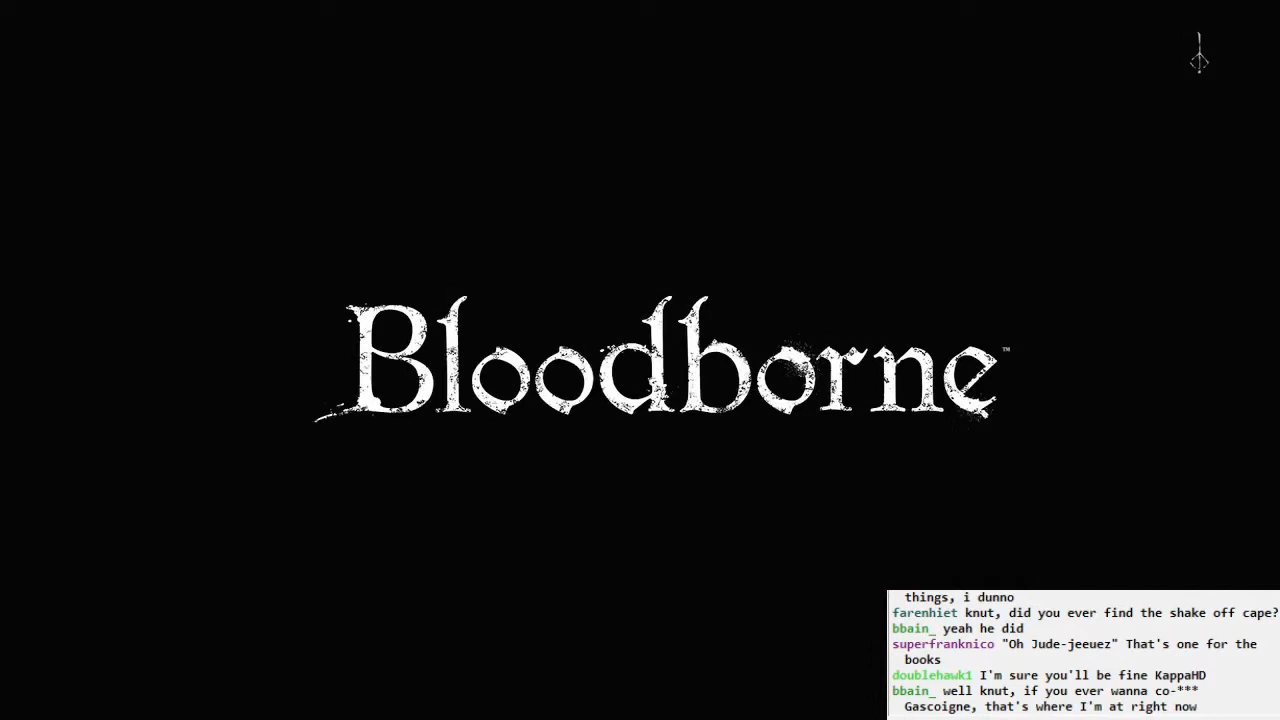 Bloodborne™
things, i dunno
farenhiet knut, did you ever find the shake off cape?
bbain_ yeah he did
superfranknico "Oh Jude-jeeuez" That's one for the
books
doublehawk1 I'm sure you'll be fine KappaHD
bbain_ well knut, if you ever wanna co-***
Gascoigne, that's where I'm at right now